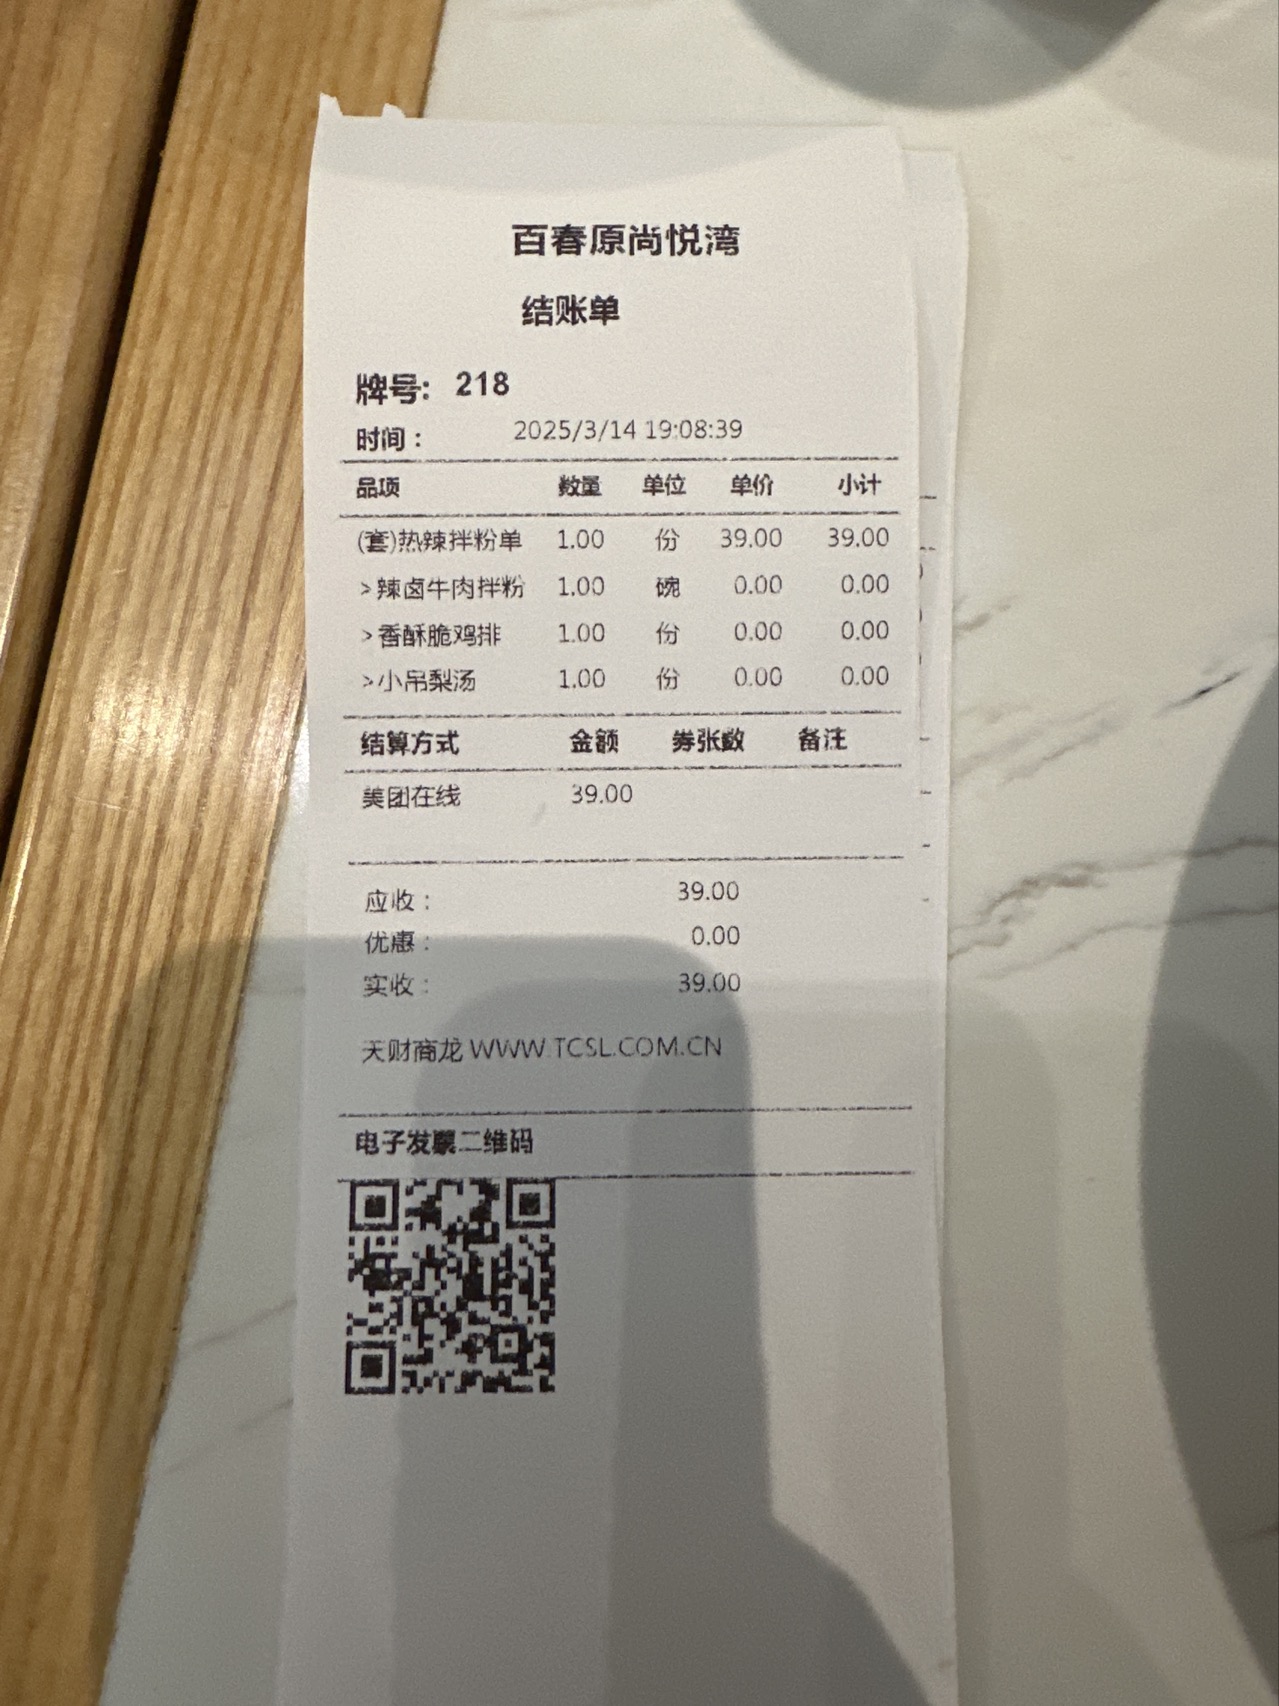 百春原尚悦湾
结账单
牌号: 218
时间： 2025/3/14 19:08:39
品项 数量 单位 单价 小计
(套)热辣拌粉单 1.00 份 39.00 39.00
>辣卤牛肉拌粉 1.00 碗 0.00 0.00
>香酥脆鸡排 1.00 份 0.00 0.00
>小吊梨汤 1.00 份 0.00 0.00
结算方式 金额 券张数 备注
美团在线 39.00
应收： 39.00
优惠： 0.00
实收： 39.00
天财商龙 WWW.TCSL.COM.CN
电子发票二维码